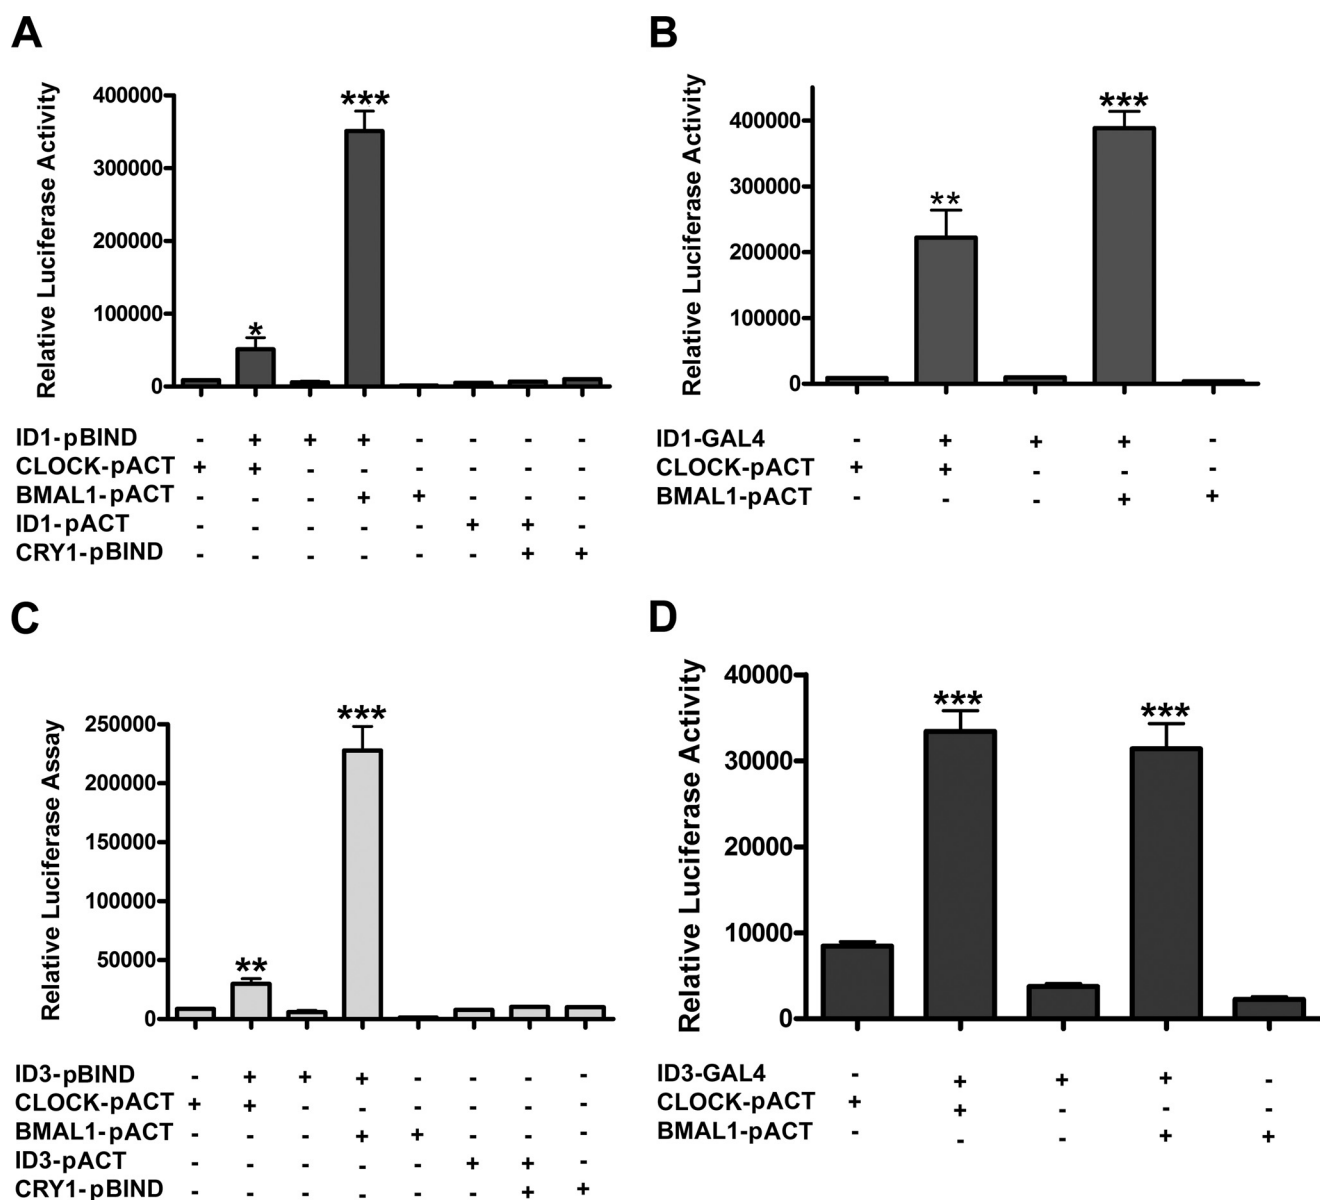 A
Relative Luciferase Activity
400000
300000
200000
100000
0
*
***
ID1-pBIND - + + + - - - -
CLOCK-pACT + + - - - - - -
BMAL1-pACT - - - + + - - -
ID1-pACT - - - - - + + -
CRY1-pBIND - - - - - - + +
B
Relative Luciferase Activity
400000
300000
200000
100000
0
**
***
ID1-GAL4 - + + + -
CLOCK-pACT + + - - -
BMAL1-pACT - - - + +
C
Relative Luciferase Assay
250000
200000
150000
100000
50000
0
**
***
ID3-pBIND - + + + - - - -
CLOCK-pACT + + - - - - - -
BMAL1-pACT - - - + + - - -
ID3-pACT - - - - - + + -
CRY1-pBIND - - - - - - + +
D
Relative Luciferase Activity
40000
30000
20000
10000
0
***
***
ID3-GAL4 - + + + -
CLOCK-pACT + + - - -
BMAL1-pACT - - - + +